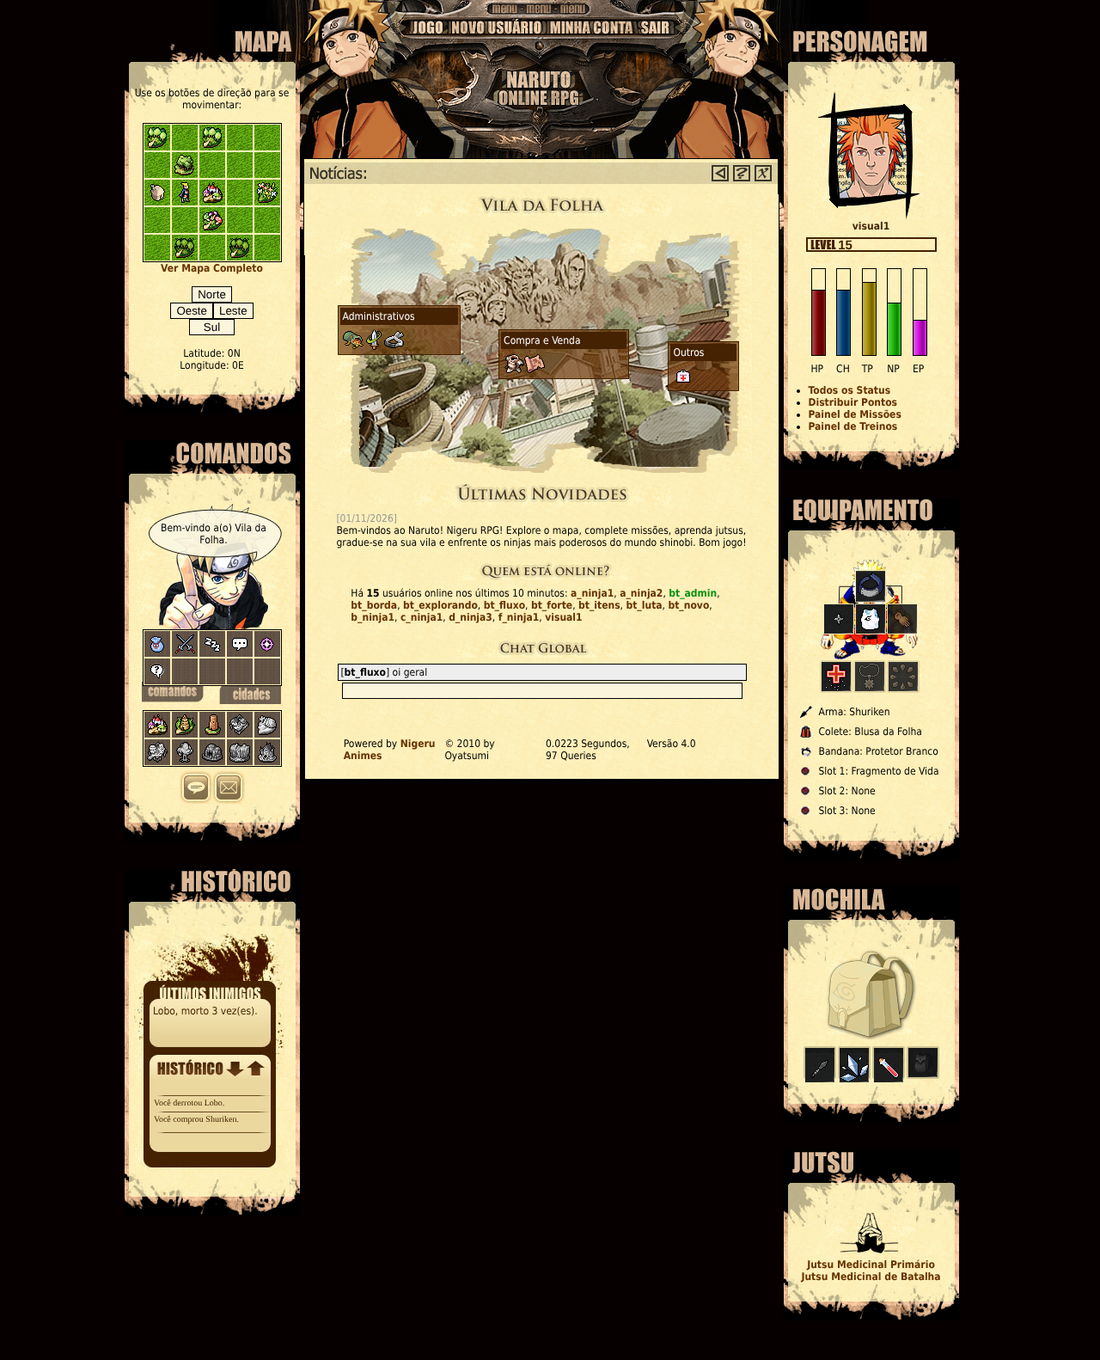 menu - menu - menu
JOGO NOVO USUÁRIO MINHA CONTA SAIR
NARUTO
ONLINE RPG
MAPA
Use os botões de direção para se
movimentar:
Ver Mapa Completo
Norte
Oeste Leste
Sul
Latitude: 0N
Longitude: 0E
COMANDOS
Bem-vindo a(o) Vila da
Folha.
comandos
cidades
HISTÓRICO
ÚLTIMOS INIMIGOS
Lobo, morto 3 vez(es).
HISTÓRICO
Você derrotou Lobo.
Você comprou Shuriken.
Notícias:
VILA DA FOLHA
Administrativos
Compra e Venda
Outros
ÚLTIMAS NOVIDADES
[01/11/2026]
Bem-vindos ao Naruto! Nigeru RPG! Explore o mapa, complete missões, aprenda jutsus,
gradue-se na sua vila e enfrente os ninjas mais poderosos do mundo shinobi. Bom jogo!
QUEM ESTÁ ONLINE?
Há 15 usuários online nos últimos 10 minutos: a_ninja1, a_ninja2, bt_admin,
bt_borda, bt_explorando, bt_fluxo, bt_forte, bt_itens, bt_luta, bt_novo,
b_ninja1, c_ninja1, d_ninja3, f_ninja1, visual1
CHAT GLOBAL
[bt_fluxo] oi geral
Powered by Nigeru
Animes
© 2010 by
Oyatsumi
0.0223 Segundos,
97 Queries
Versão 4.0
PERSONAGEM
visual1
LEVEL 15
HP CH TP NP EP
Todos os Status
Distribuir Pontos
Painel de Missões
Painel de Treinos
EQUIPAMENTO
Arma: Shuriken
Colete: Blusa da Folha
Bandana: Protetor Branco
Slot 1: Fragmento de Vida
Slot 2: None
Slot 3: None
MOCHILA
JUTSU
Jutsu Medicinal Primário
Jutsu Medicinal de Batalha